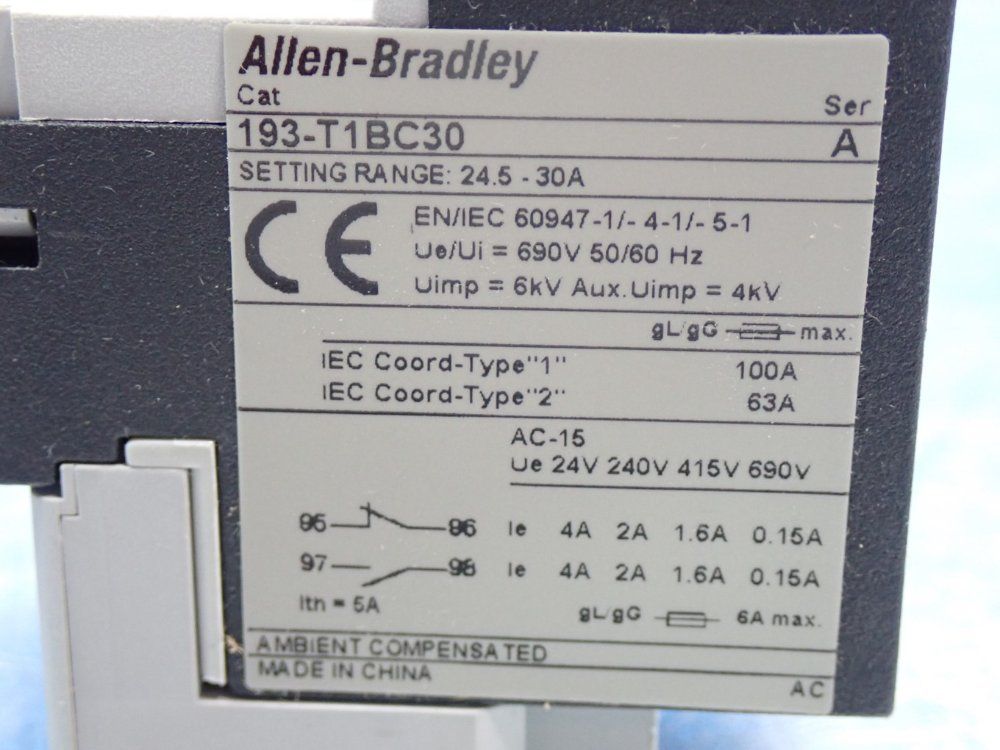 Allen-Bradley
Cat Ser
193-T1BC30 A
SETTING RANGE: 24.5 - 30A
CE EN/IEC 60947-1/- 4-1/- 5-1
Ue/Ui = 690V 50/60 Hz
Uimp = 6kV Aux.Uimp = 4kV
gL/gG max.
IEC Coord-Type"1" 100A
IEC Coord-Type"2" 63A
AC-15
Ue 24V 240V 415V 690V
95 96 Ie 4A 2A 1.6A 0.15A
97 98 Ie 4A 2A 1.6A 0.15A
Ith = 5A gL/gG 6A max.
AMBIENT COMPENSATED
MADE IN CHINA
AC